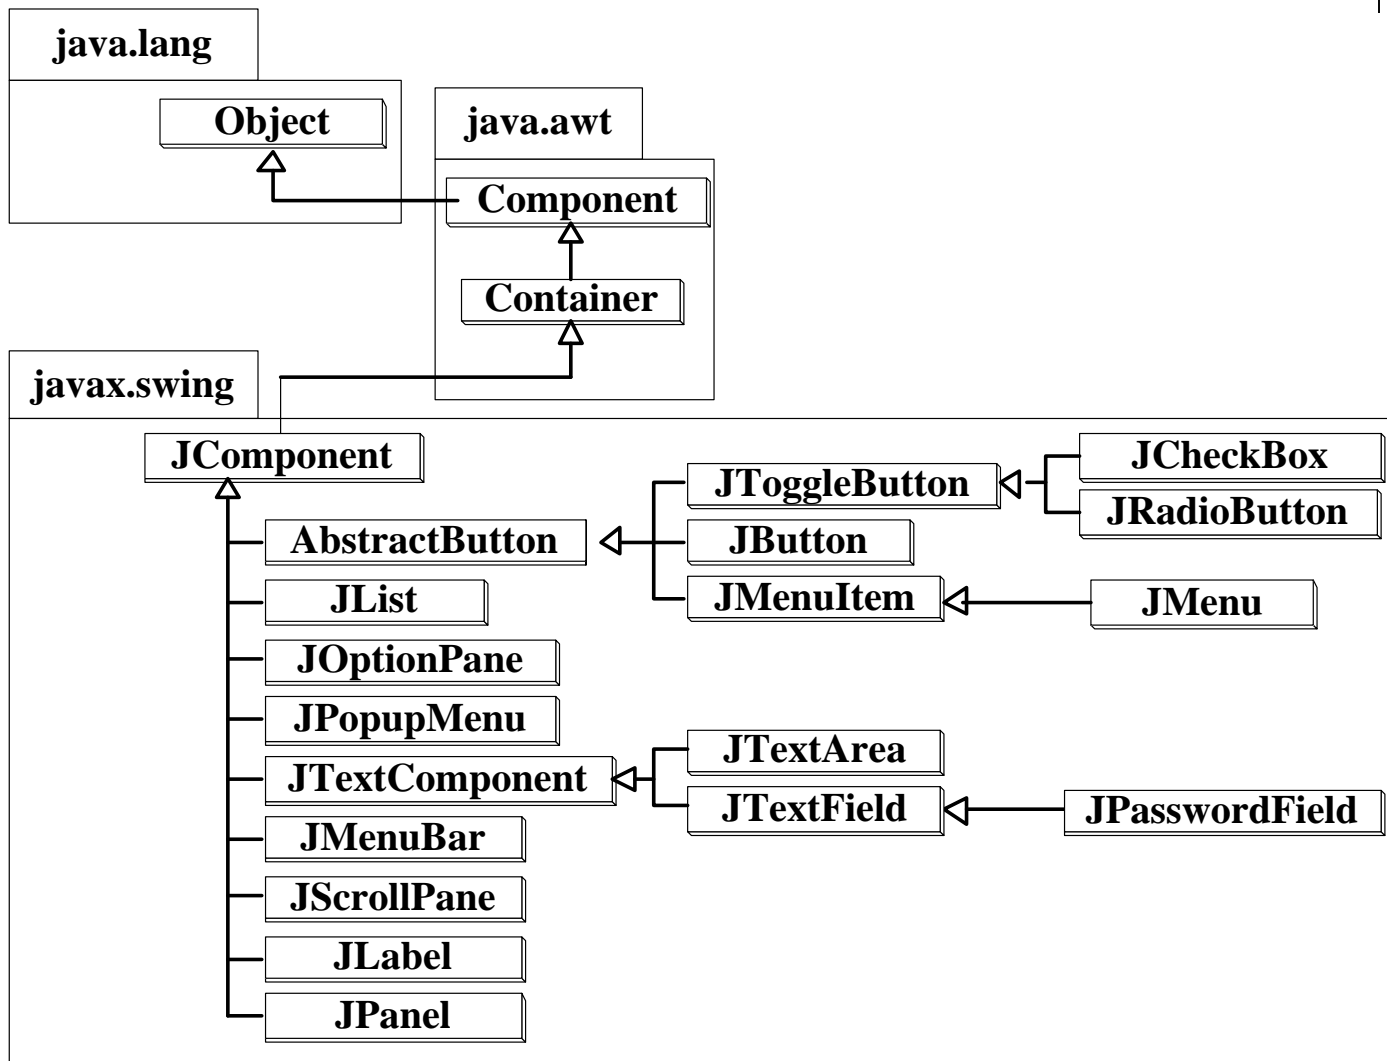 java.lang
Object
java.awt
Component
Container
javax.swing
JComponent
JCheckBox
JToggleButton
JRadioButton
AbstractButton
JButton
JList
JMenuItem
JMenu
JOptionPane
JPopupMenu
JTextArea
JTextComponent
JTextField
JPasswordField
JMenuBar
JScrollPane
JLabel
JPanel